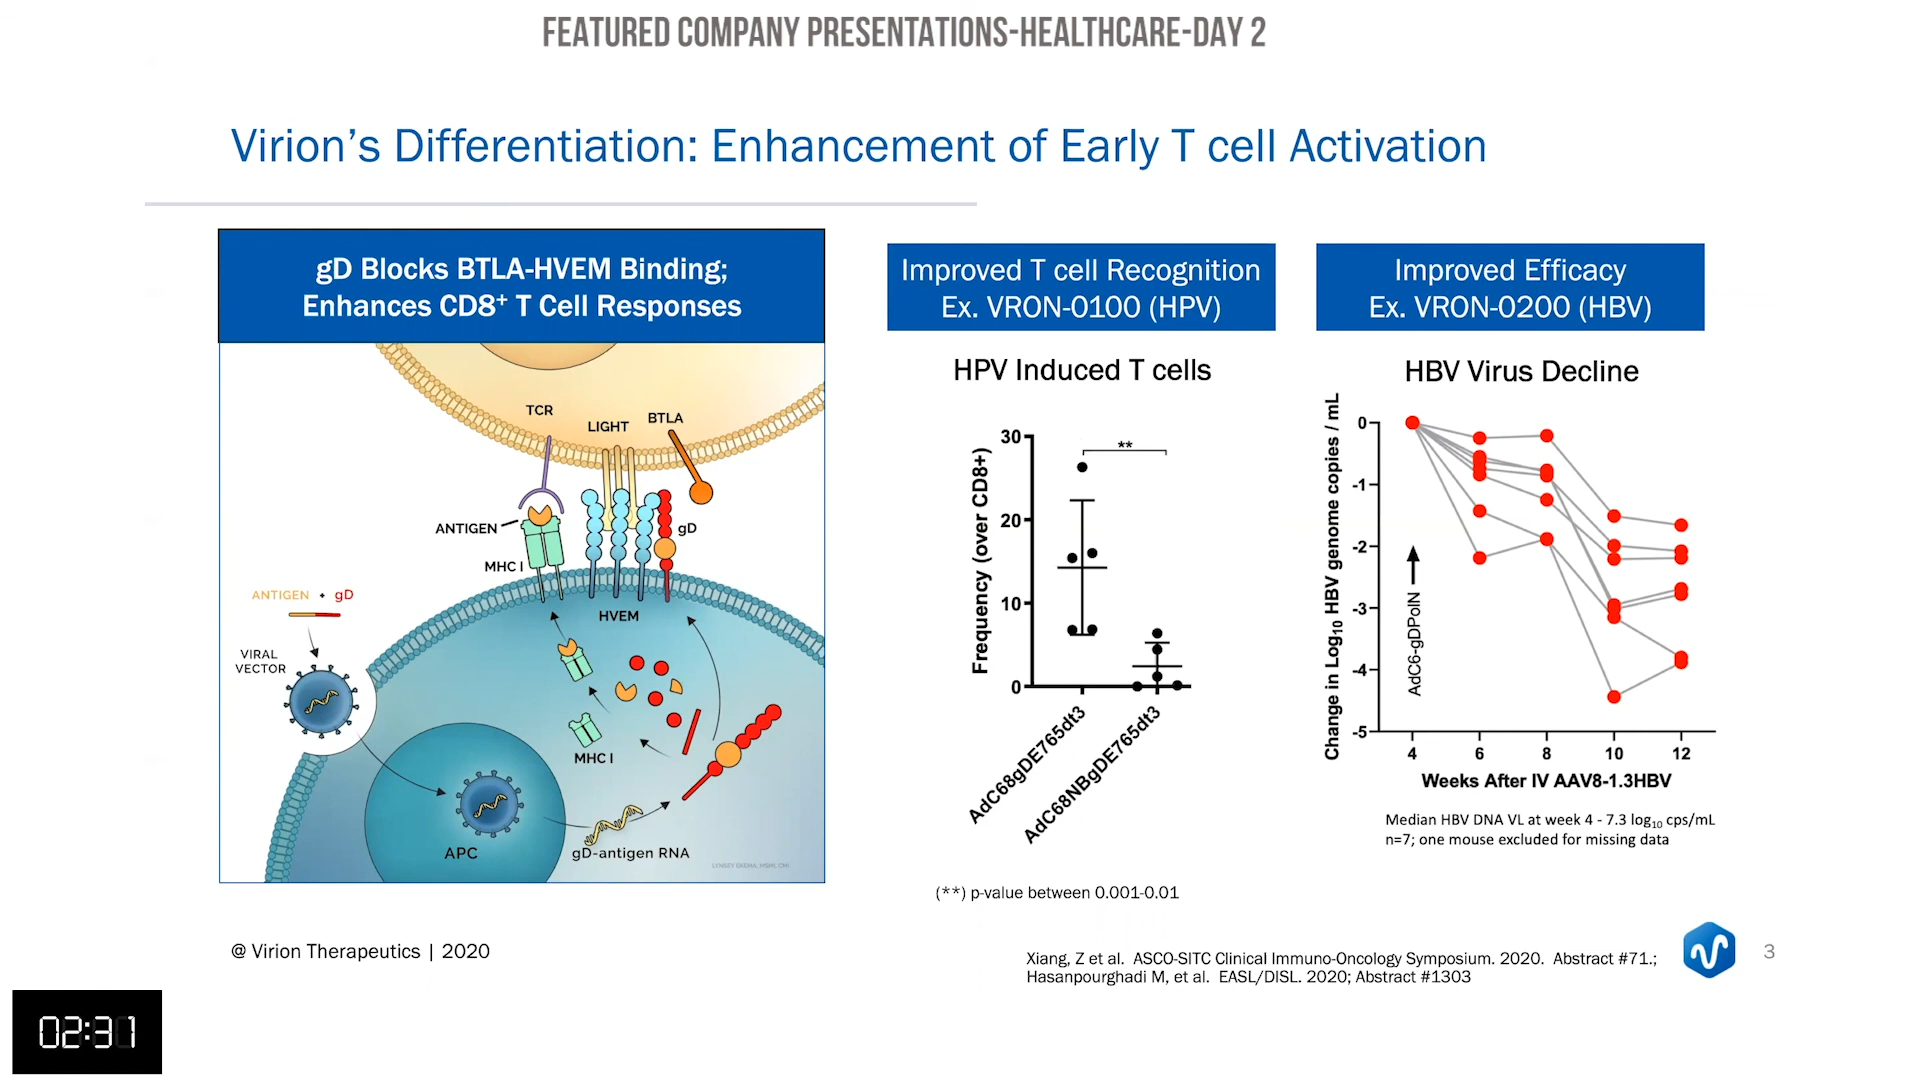 FEATURED COMPANY PRESENTATIONS-HEALTHCARE-DAY 2
Virion’s Differentiation: Enhancement of Early T cell Activation
gD Blocks BTLA-HVEM Binding;
Enhances CD8+ T Cell Responses
TCR
LIGHT
BTLA
ANTIGEN
gD
MHC I
ANTIGEN + gD
HVEM
VIRAL
VECTOR
MHC I
APC
gD-antigen RNA
Improved T cell Recognition
Ex. VRON-0100 (HPV)
HPV Induced T cells
Frequency (over CD8+)
30
20
10
0
**
AdC68gDE765dt3
AdC68NBgDE765dt3
(**) p-value between 0.001-0.01
Improved Efficacy
Ex. VRON-0200 (HBV)
HBV Virus Decline
Change in Log10 HBV genome copies / mL
0
-1
-2
-3
-4
-5
AdC6-gDPolN
4 6 8 10 12
Weeks After IV AAV8-1.3HBV
Median HBV DNA VL at week 4 - 7.3 log10 cps/mL
n=7; one mouse excluded for missing data
@ Virion Therapeutics | 2020
Xiang, Z et al. ASCO-SITC Clinical Immuno-Oncology Symposium. 2020. Abstract #71.;
Hasanpourghadi M, et al. EASL/DISL. 2020; Abstract #1303
3
02:31